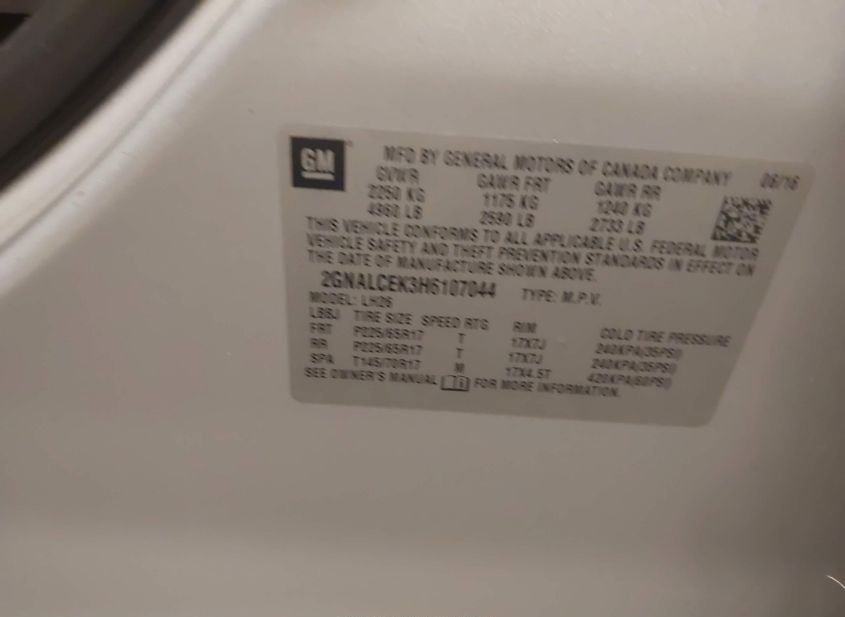 GM
MFD BY GENERAL MOTORS OF CANADA COMPANY 06/16
GVWR GAWR FRT GAWR RR
2250 KG 1175 KG 1240 KG
4960 LB 2590 LB 2733 LB
THIS VEHICLE CONFORMS TO ALL APPLICABLE U.S. FEDERAL MOTOR
VEHICLE SAFETY AND THEFT PREVENTION STANDARDS IN EFFECT ON
THE DATE OF MANUFACTURE SHOWN ABOVE.
2GNALCEK3H6107044 TYPE: M.P.V.
MODEL: LH26
LBBJ TIRE SIZE SPEED RTG RIM COLD TIRE PRESSURE
FRT P225/65R17 T 17X7J 240KPA(35PSI)
RR P225/65R17 T 17X7J 240KPA(35PSI)
SPA T145/70R17 M 17X4.5T 420KPA(60PSI)
SEE OWNER'S MANUAL FOR MORE INFORMATION.